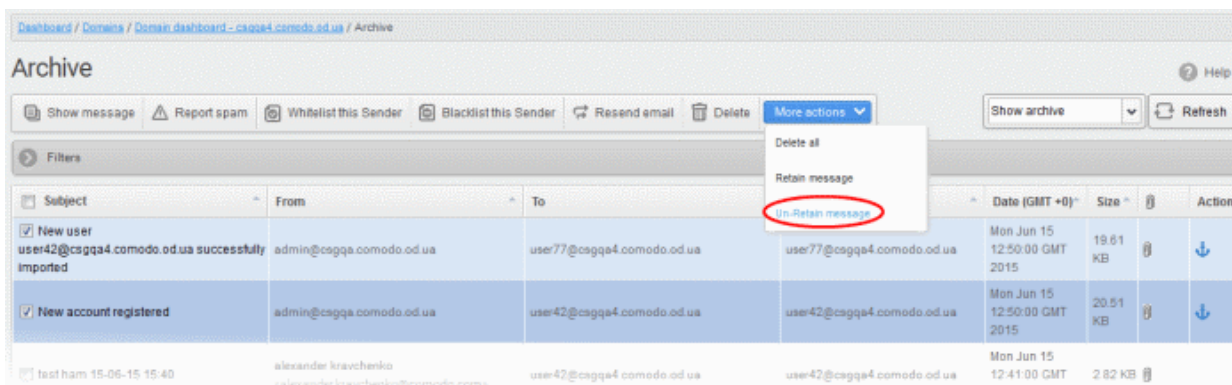 Dashboard / Domains / Domain dashboard - csgqa4.comodo.od.ua / Archive
Archive
Help
Show message
Report spam
Whitelist this Sender
Blacklist this Sender
Resend email
Delete
More actions
Show archive
Refresh
Delete all
Filters
Retain message
Un-Retain message
Subject From To Date (GMT +0) Size Action
New user
user42@csgqa4.comodo.od.ua successfully
imported
admin@csgqa.comodo.od.ua
user77@csgqa4.comodo.od.ua
user77@csgqa4.comodo.od.ua
Mon Jun 15
12:50:00 GMT
2015
19.61
KB
New account registered
admin@csgqa.comodo.od.ua
user42@csgqa4.comodo.od.ua
user42@csgqa4.comodo.od.ua
Mon Jun 15
12:50:00 GMT
2015
20.51
KB
test ham 15-06-15 15:40
alexander kravchenko
user42@csgqa4.comodo.od.ua
user42@csgqa4.comodo.od.ua
Mon Jun 15
12:41:00 GMT
2.82 KB